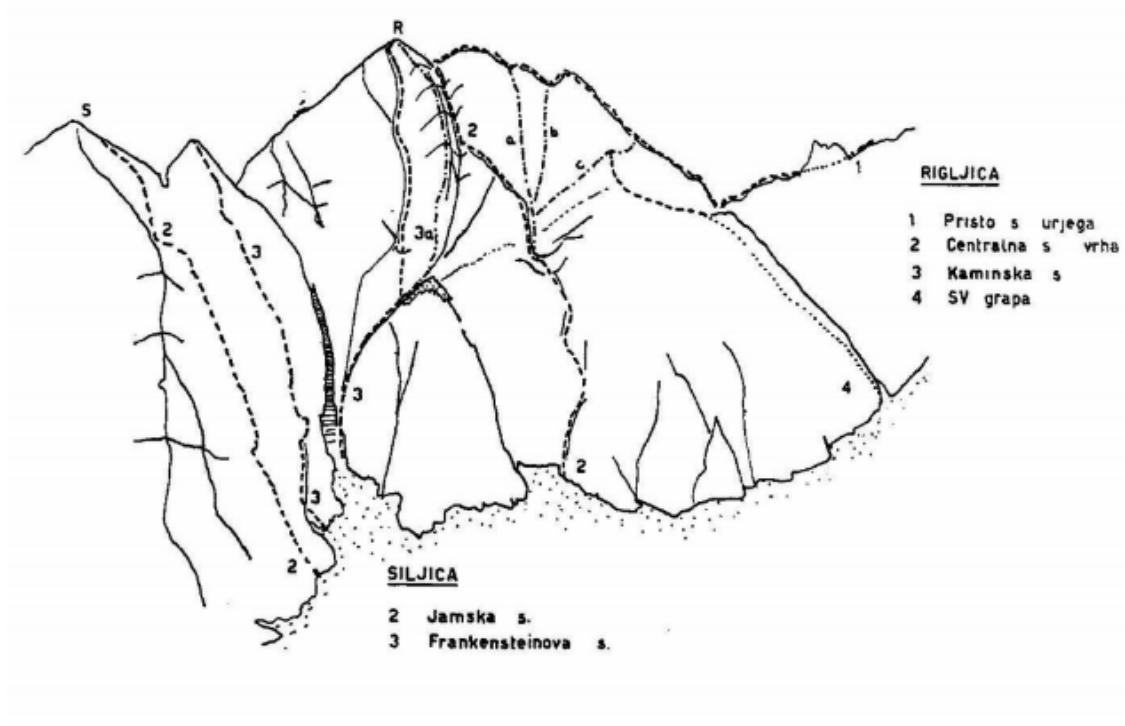 R
S
2
a
b
c
2
3
3a
1
RIGLJICA
1 Pristo s urjega
2 Centralna s vrha
3 Kaminska s
4 SV grapa
3
4
2
3
2
SILJICA
2 Jamska s.
3 Frankensteinova s.